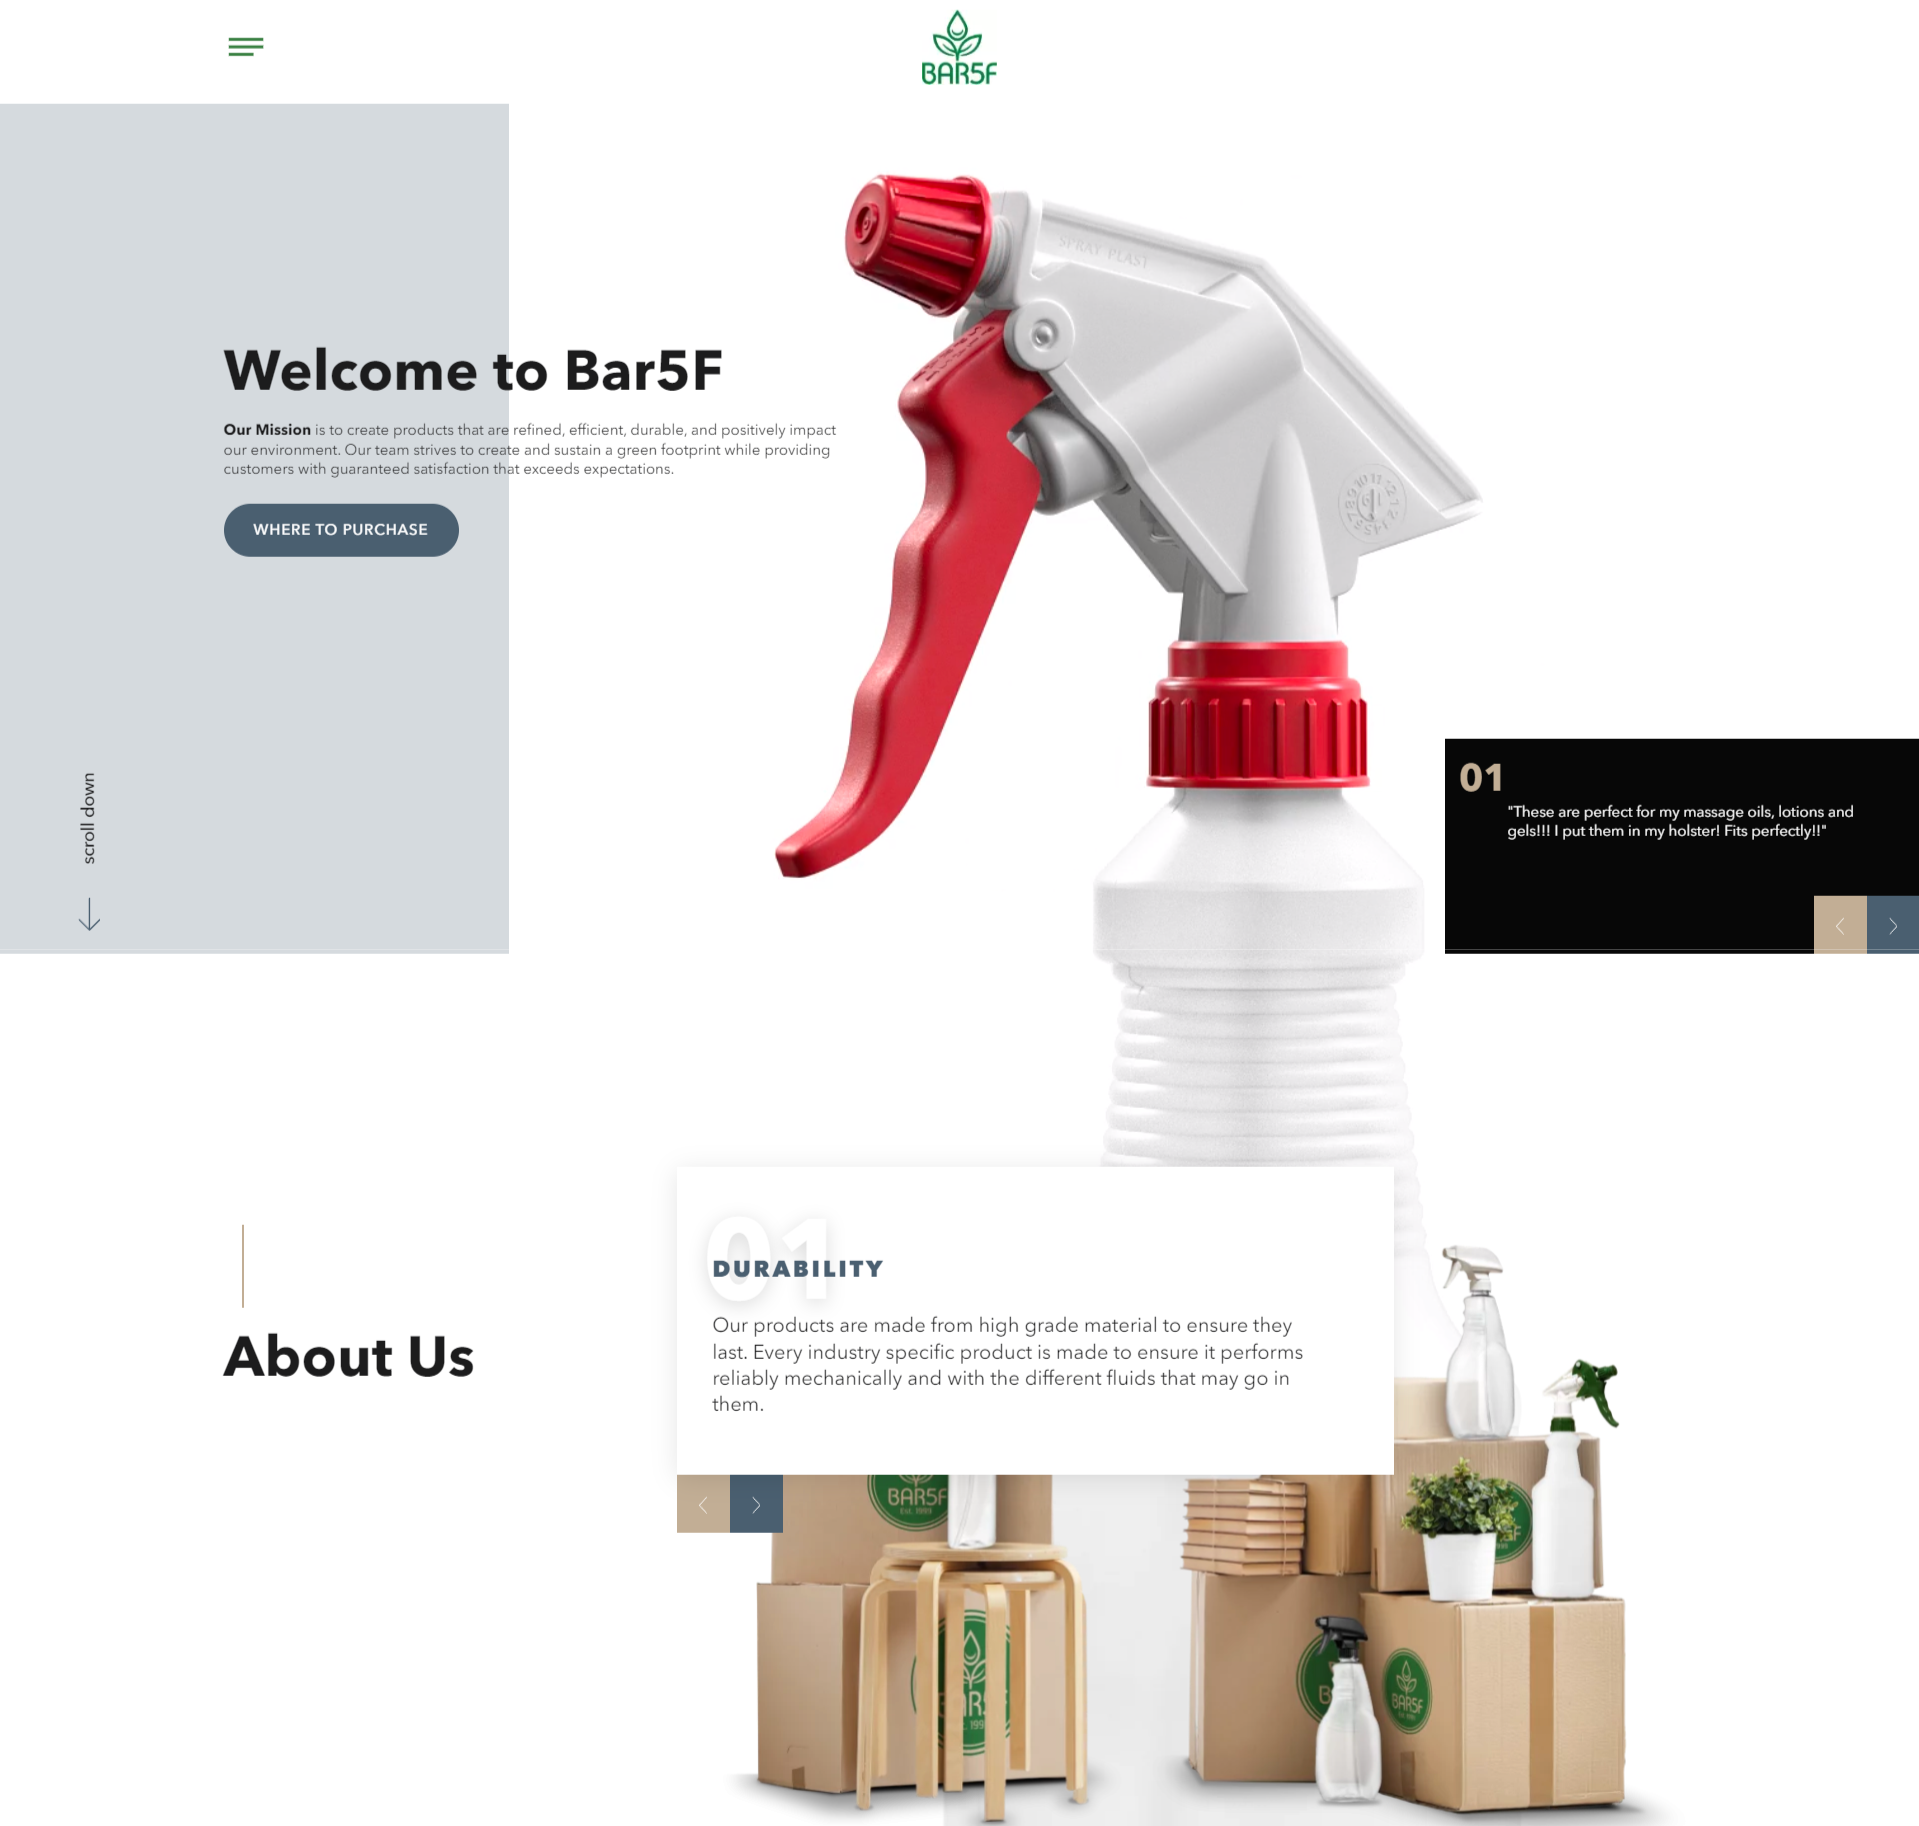 BAR5F
SPRAY PLAST
Welcome to Bar5F
Our Mission is to create products that are refined, efficient, durable, and positively impact
our environment. Our team strives to create and sustain a green footprint while providing
customers with guaranteed satisfaction that exceeds expectations.
WHERE TO PURCHASE
scroll down
01
"These are perfect for my massage oils, lotions and
gels!!! I put them in my holster! Fits perfectly!!"
01
DURABILITY
Our products are made from high grade material to ensure they
last. Every industry specific product is made to ensure it performs
reliably mechanically and with the different fluids that may go in
them.
About Us
BAR5F
Est. 1993
BAR5F